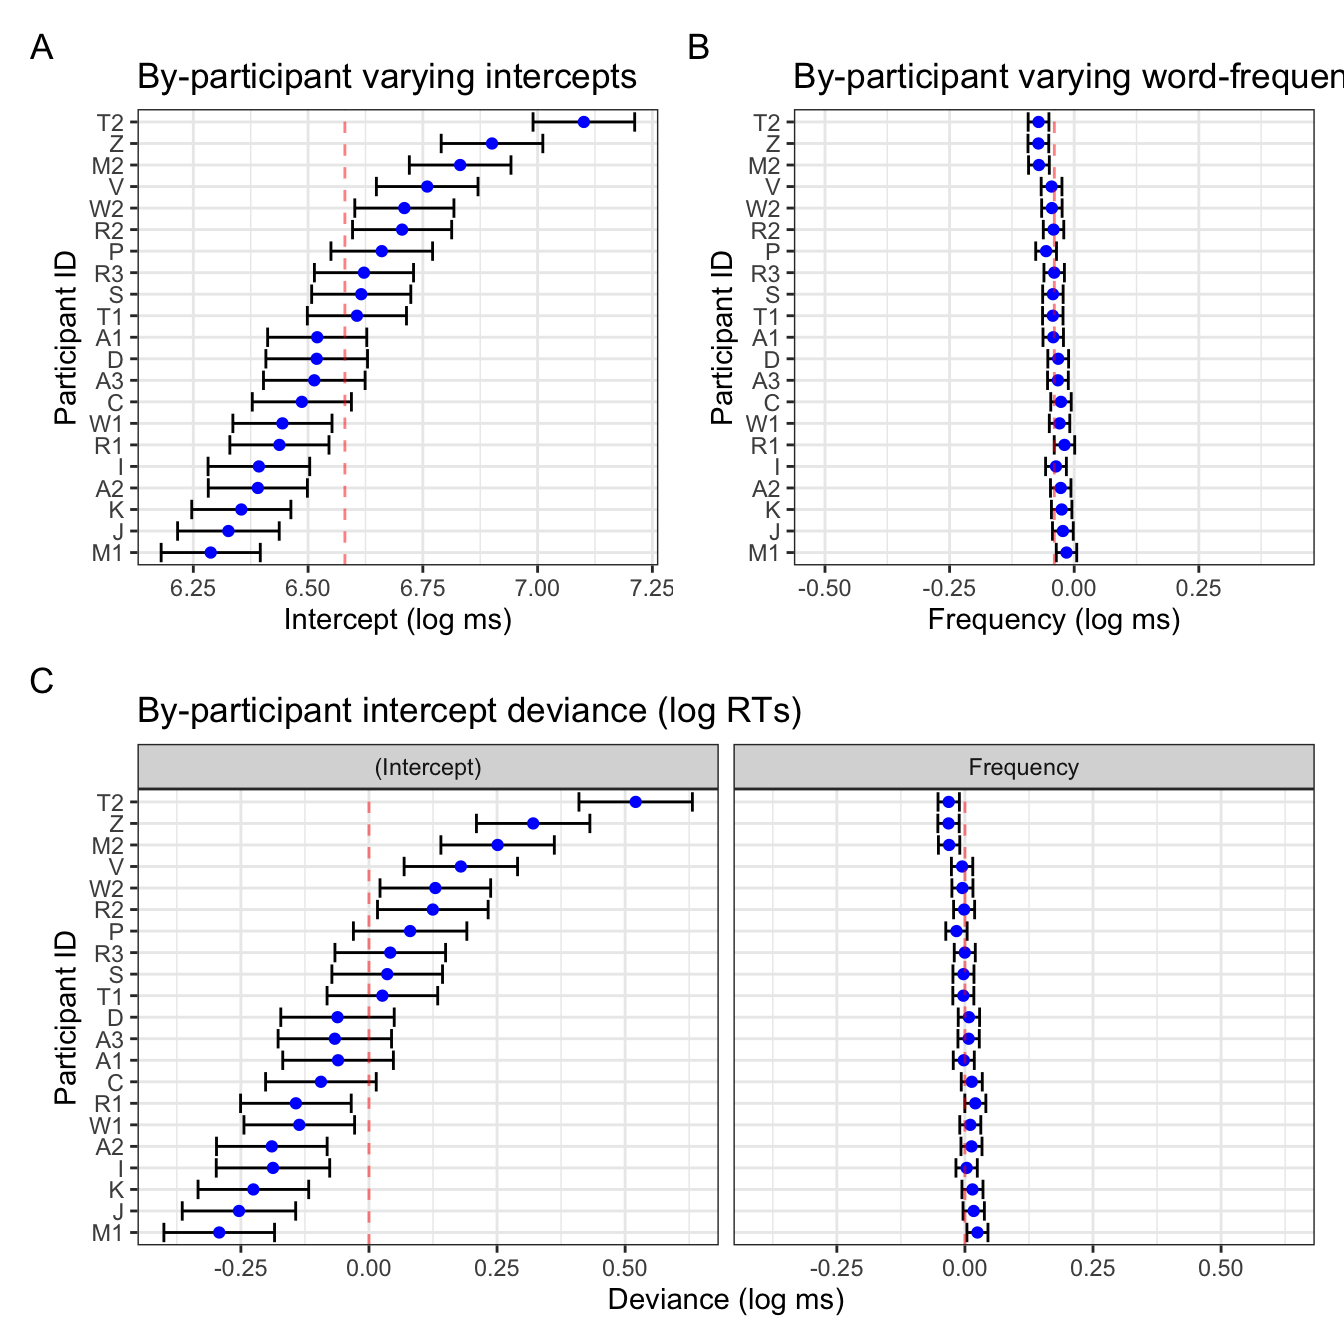 A
By-participant varying intercepts
Participant ID
T2
Z
M2
V
W2
R2
P
R3
S
T1
A1
D
A3
C
W1
R1
I
A2
K
J
M1
6.25 6.50 6.75 7.00 7.25
Intercept (log ms)
B
By-participant varying word-frequen
Participant ID
T2
Z
M2
V
W2
R2
P
R3
S
T1
A1
D
A3
C
W1
R1
I
A2
K
J
M1
-0.50 -0.25 0.00 0.25
Frequency (log ms)
C
By-participant intercept deviance (log RTs)
(Intercept) Frequency
Participant ID
T2
Z
M2
V
W2
R2
P
R3
S
T1
D
A3
A1
C
R1
W1
A2
I
K
J
M1
-0.25 0.00 0.25 0.50 -0.25 0.00 0.25 0.50
Deviance (log ms)